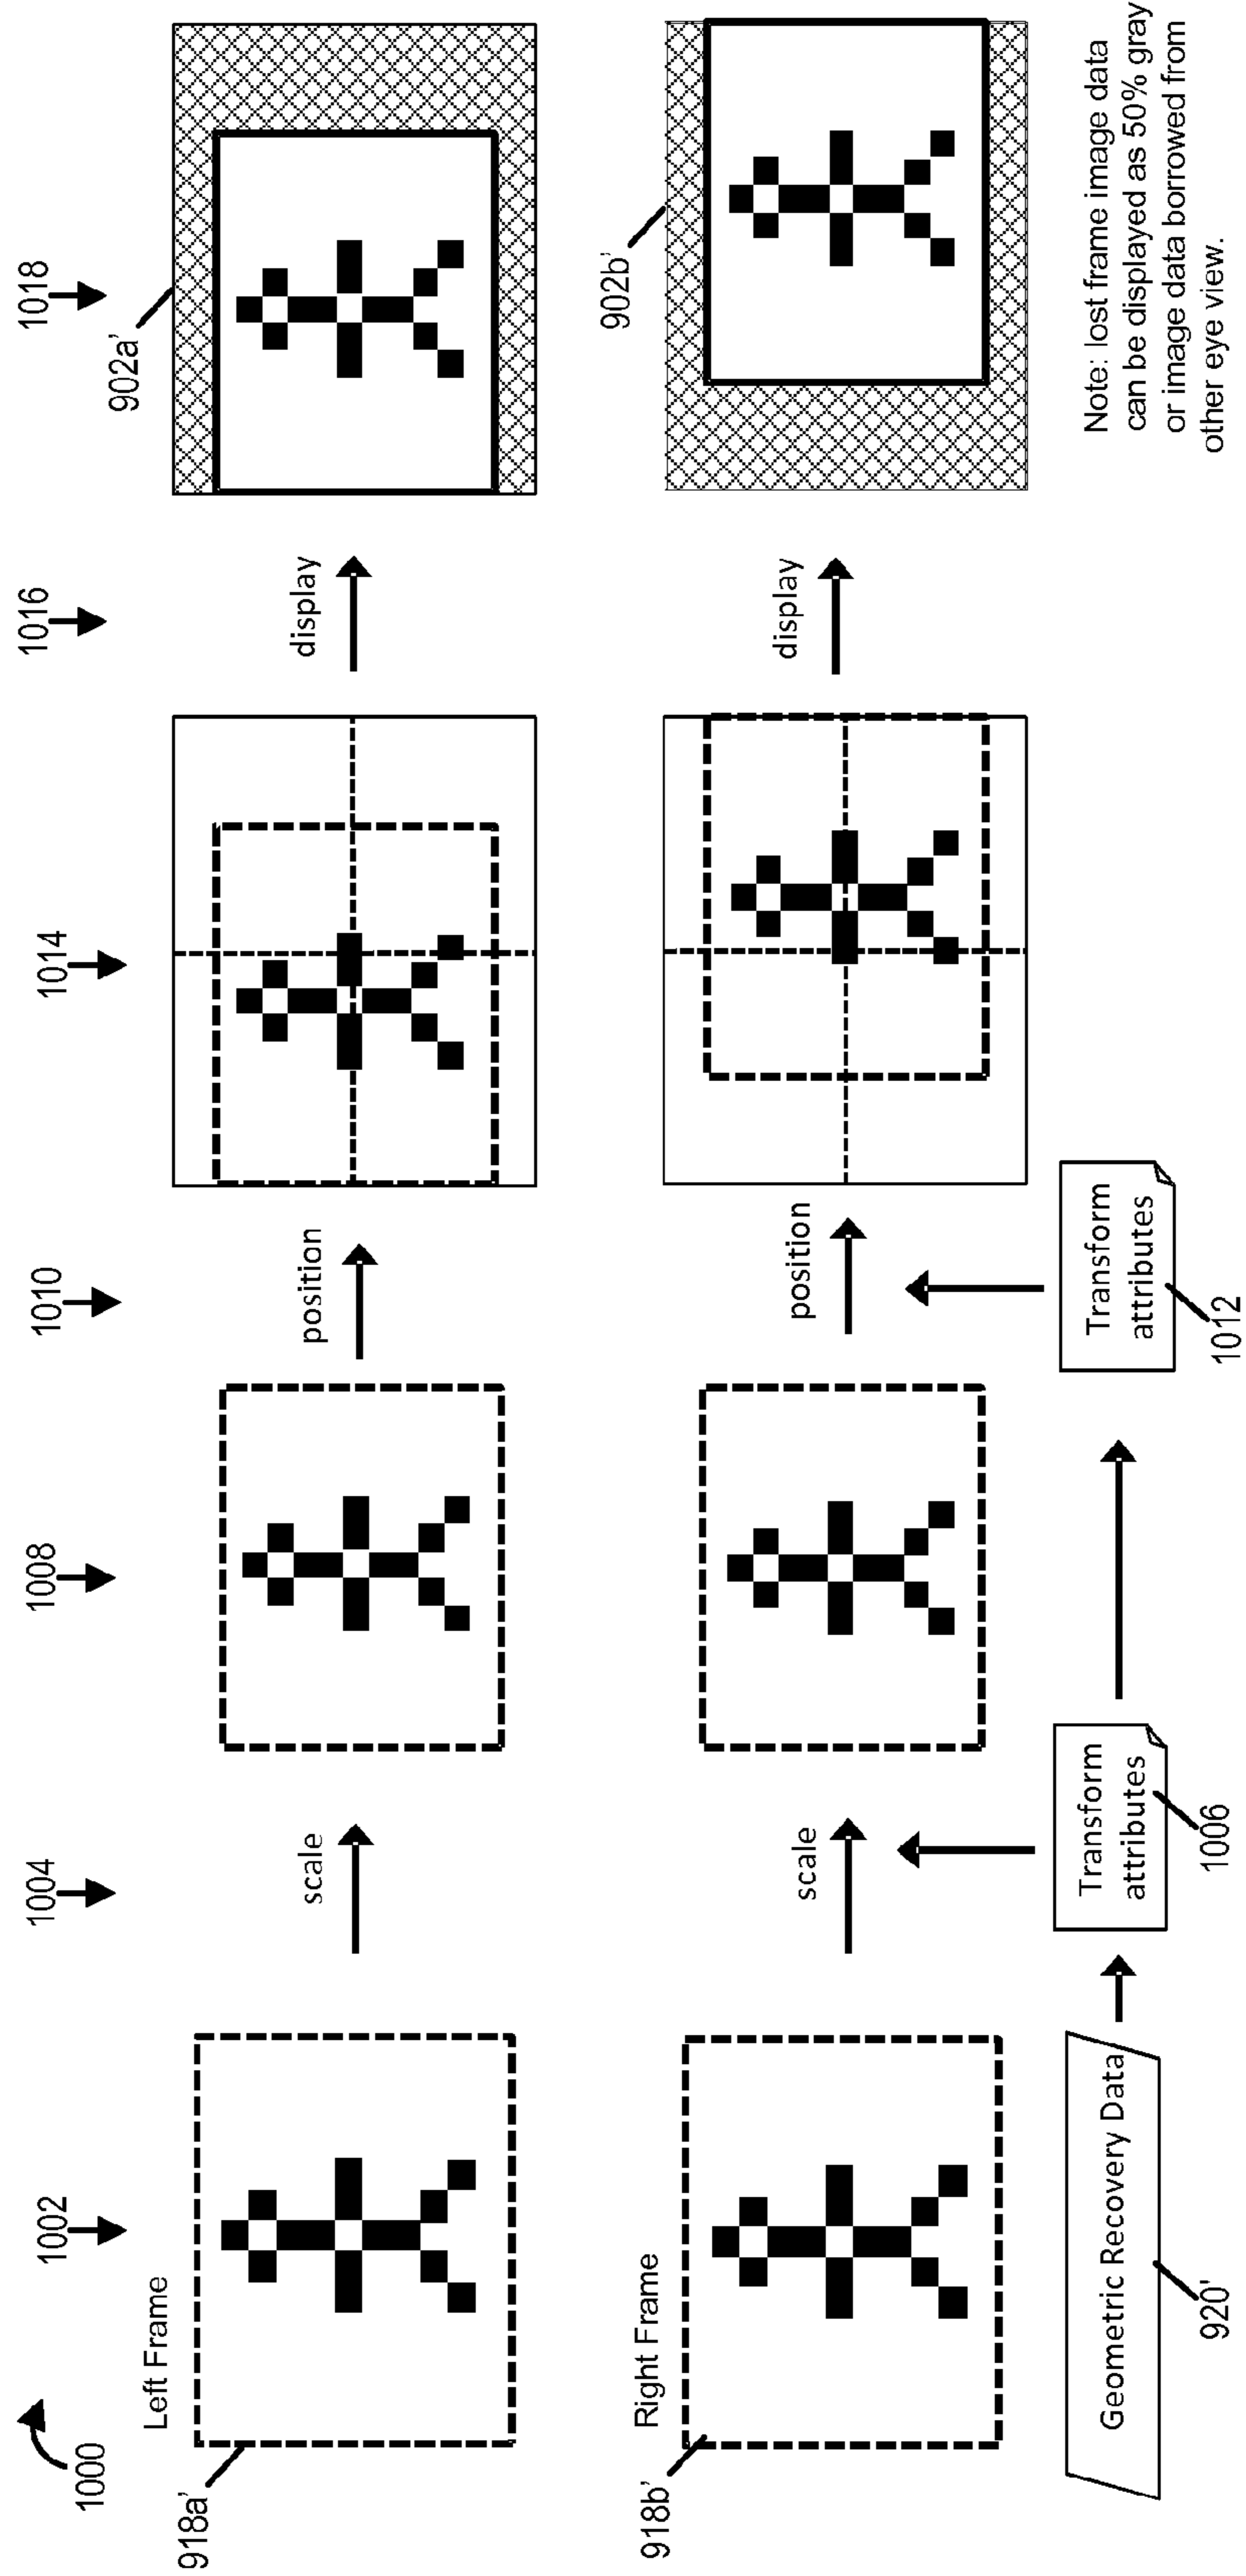 1000
1002
1004
1008
1010
1014
1016
1018
Left Frame
918a'
scale
position
display
902a'
Right Frame
918b'
scale
position
display
902b'
Geometric Recovery Data
920'
Transform
attributes
1006
Transform
attributes
1012
Note: lost frame image data
can be displayed as 50% gray
or image data borrowed from
other eye view.